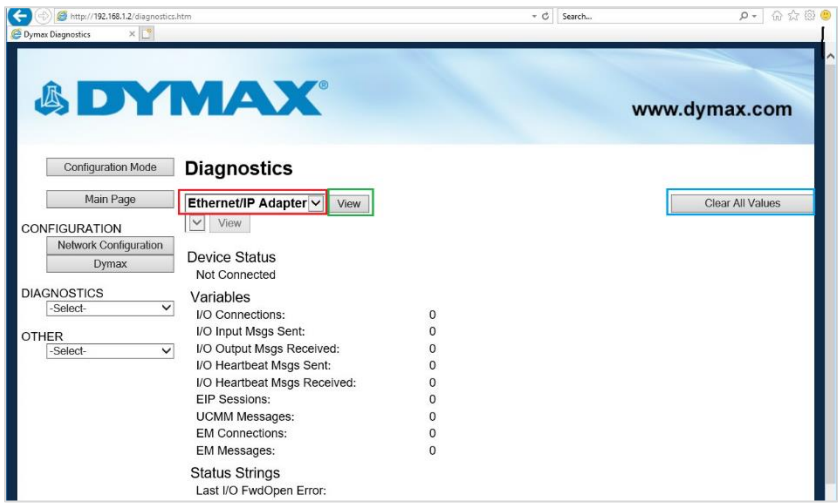 http://192.168.1.2/diagnostics.htm
Search...
Dymax Diagnostics
DYMAX®
www.dymax.com
Configuration Mode
Diagnostics
Main Page
Ethernet/IP Adapter
View
Clear All Values
View
CONFIGURATION
Network Configuration
Dymax
Device Status
Not Connected
DIAGNOSTICS
-Select-
OTHER
-Select-
Variables
I/O Connections: 0
I/O Input Msgs Sent: 0
I/O Output Msgs Received: 0
I/O Heartbeat Msgs Sent: 0
I/O Heartbeat Msgs Received: 0
EIP Sessions: 0
UCMM Messages: 0
EM Connections: 0
EM Messages: 0
Status Strings
Last I/O FwdOpen Error: